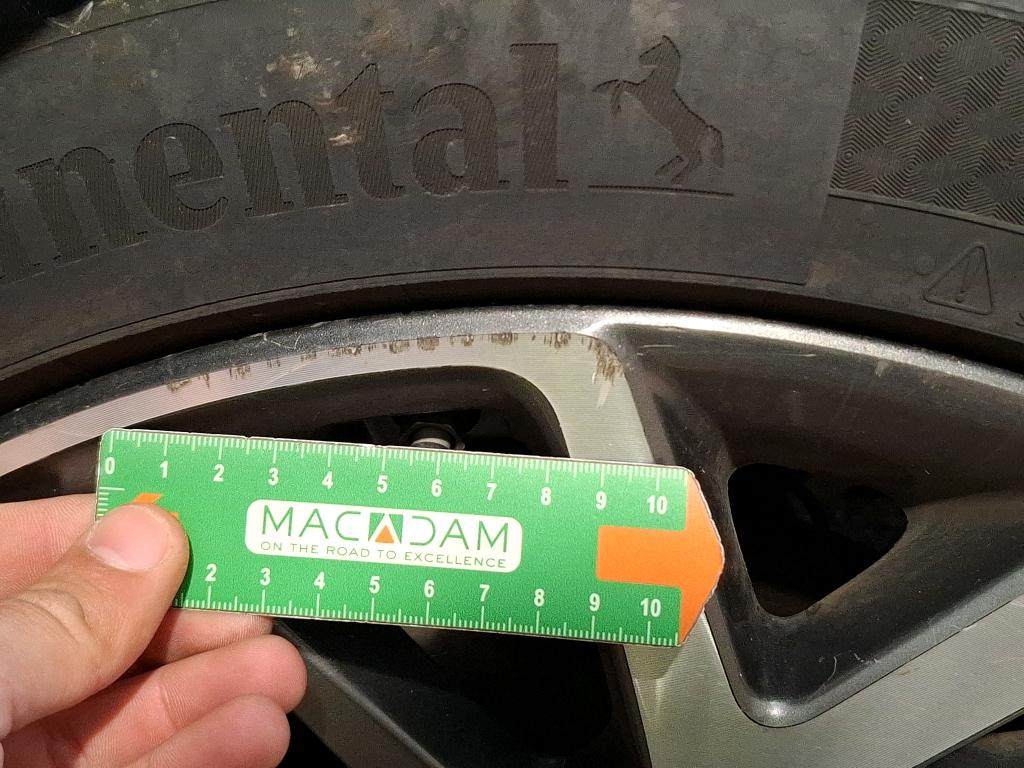 nental
0 1 2 3 4 5 6 7 8 9 10
MACADAM
ON THE ROAD TO EXCELLENCE
2 3 4 5 6 7 8 9 10